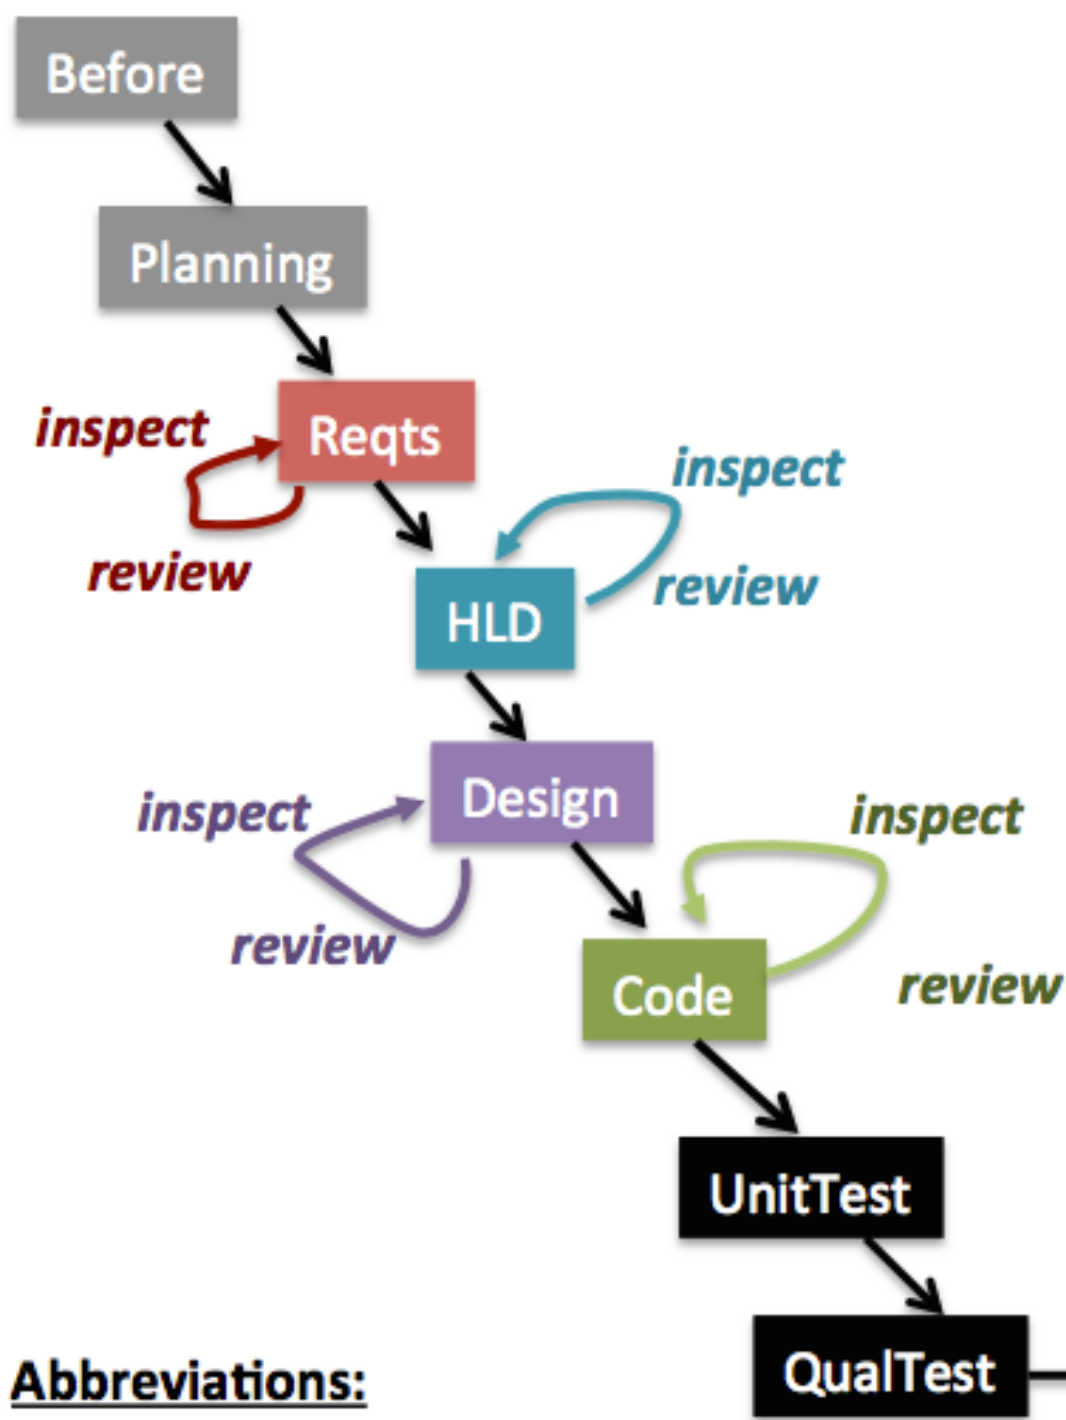 Before
Planning
inspect
Reqts
review
inspect
HLD
review
inspect
Design
review
inspect
Code
review
UnitTest
QualTest
Abbreviations: